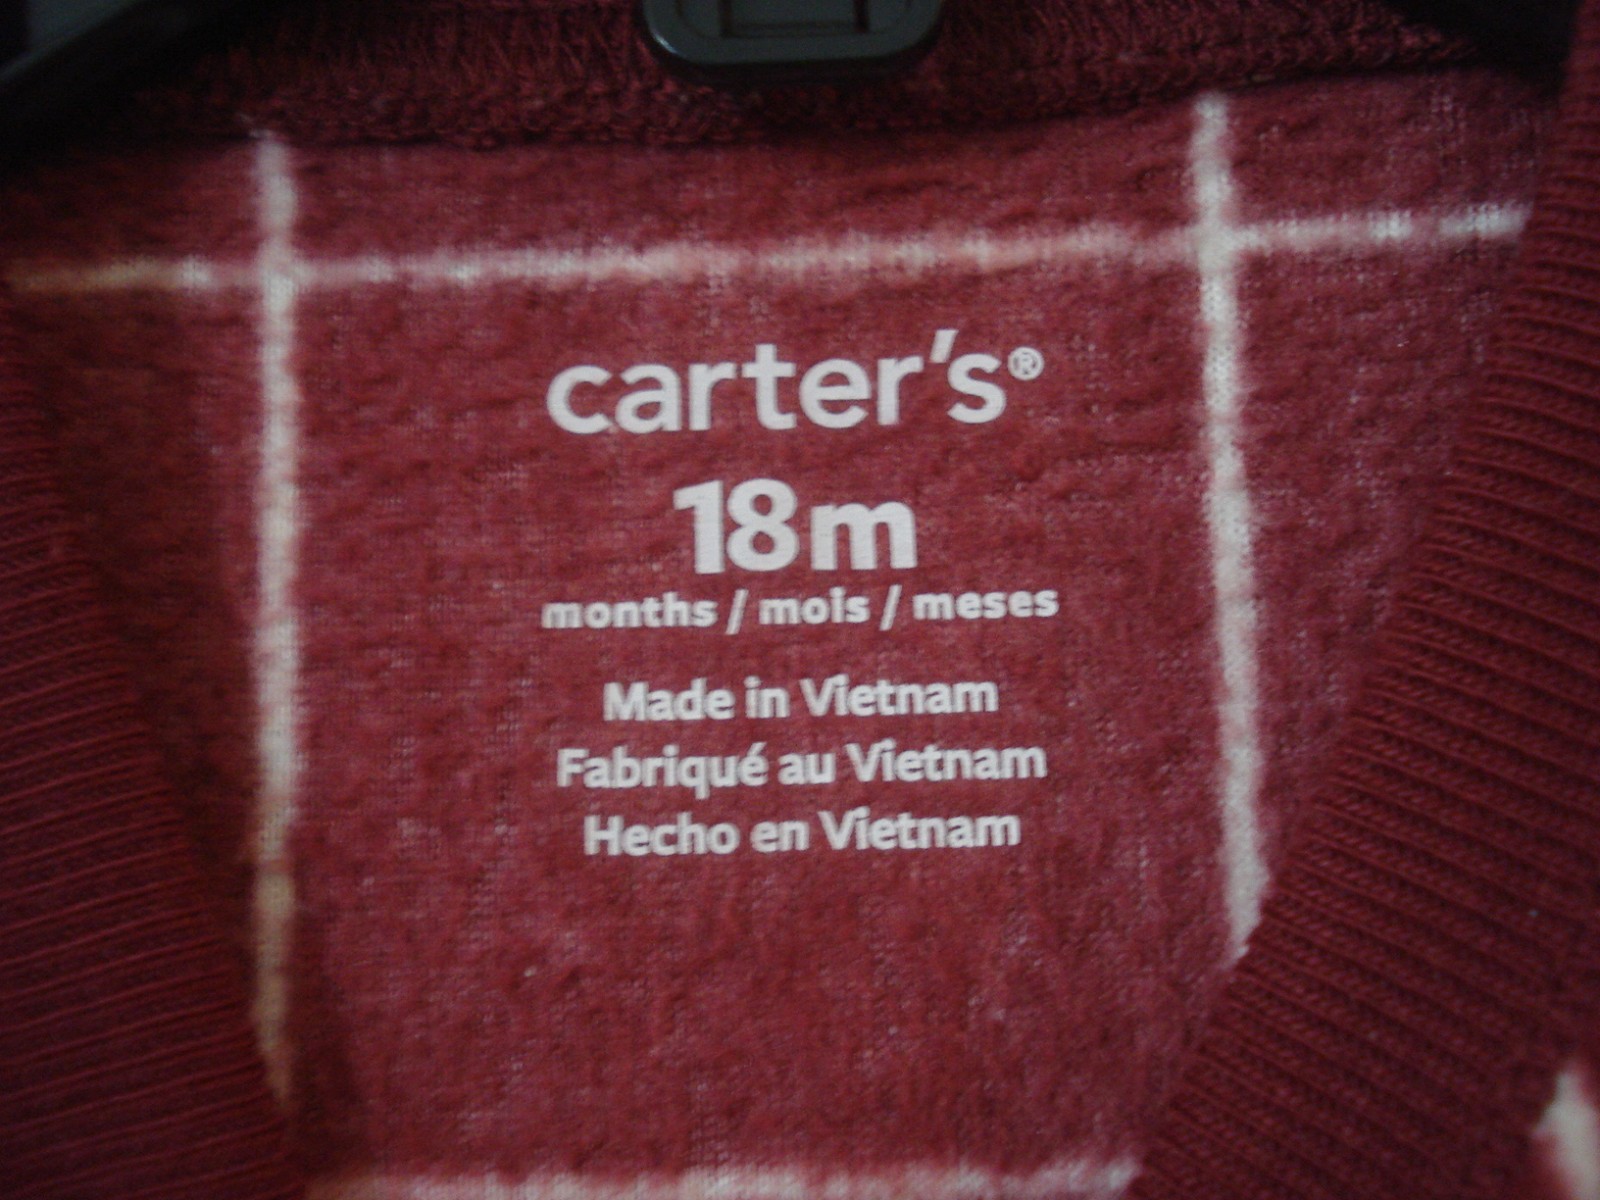 carter's®
18m
months / mois / meses
Made in Vietnam
Fabriqué au Vietnam
Hecho en Vietnam